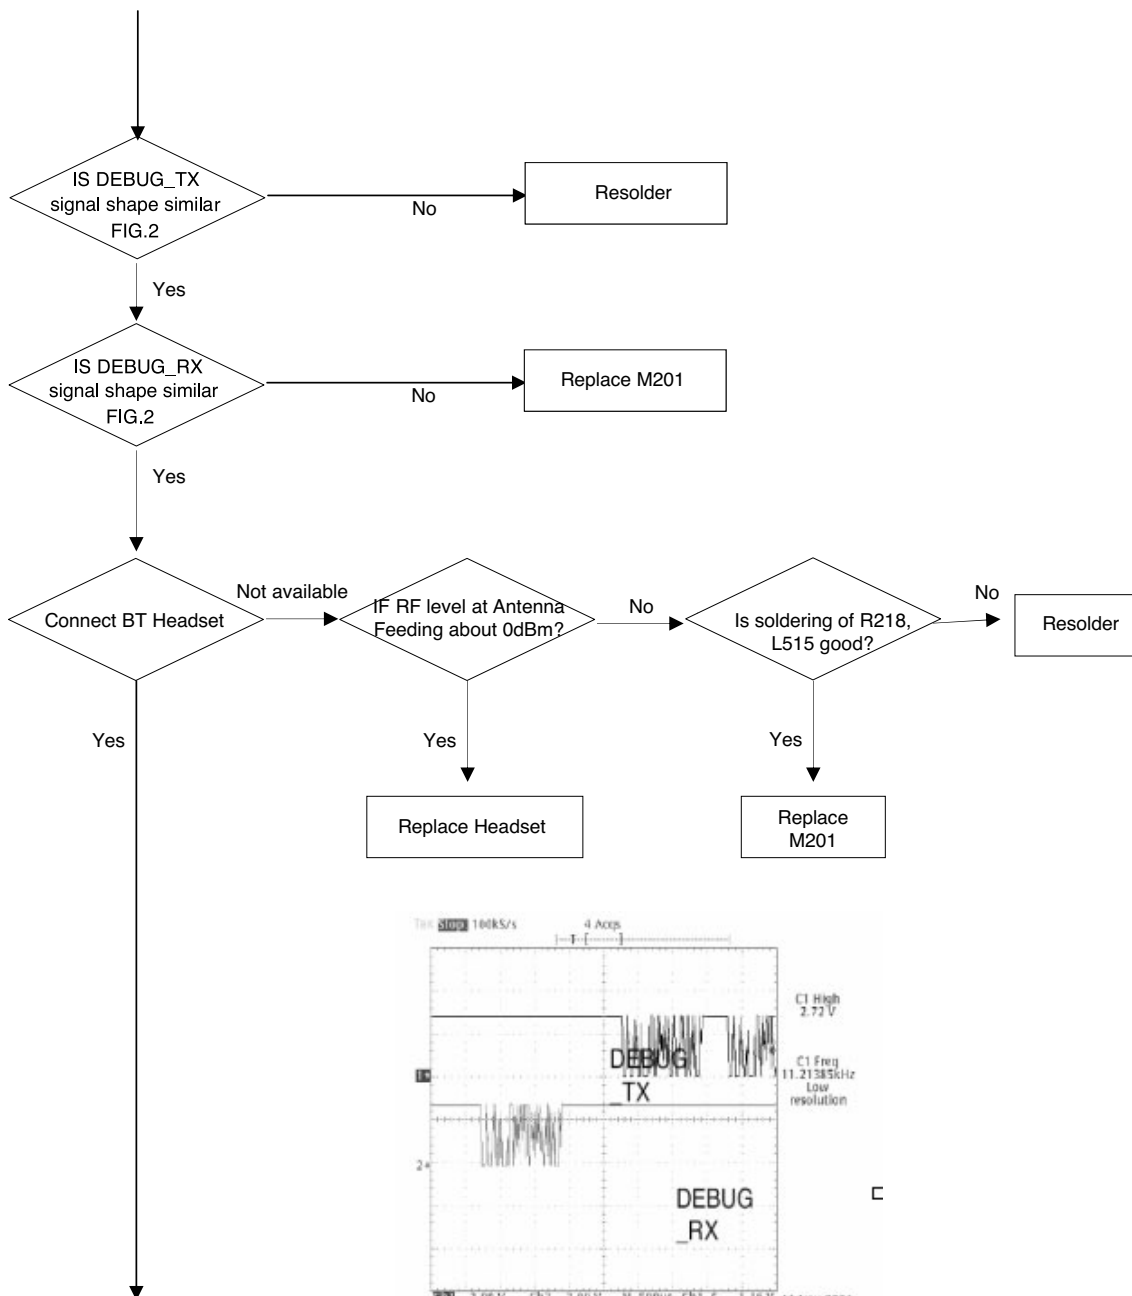 IS DEBUG_TX
signal shape similar
FIG.2
No
Resolder
Yes
IS DEBUG_RX
signal shape similar
FIG.2
No
Replace M201
Yes
Connect BT Headset
Not available
IF RF level at Antenna
Feeding about 0dBm?
No
Is soldering of R218,
L515 good?
No
Resolder
Yes
Yes
Yes
Replace Headset
Replace
M201
Tek Stop 100kS/s
4 Acqs
C1 High
2.72 V
C1 Freq
11.21385kHz
Low
resolution
DEBUG
_TX
DEBUG
_RX